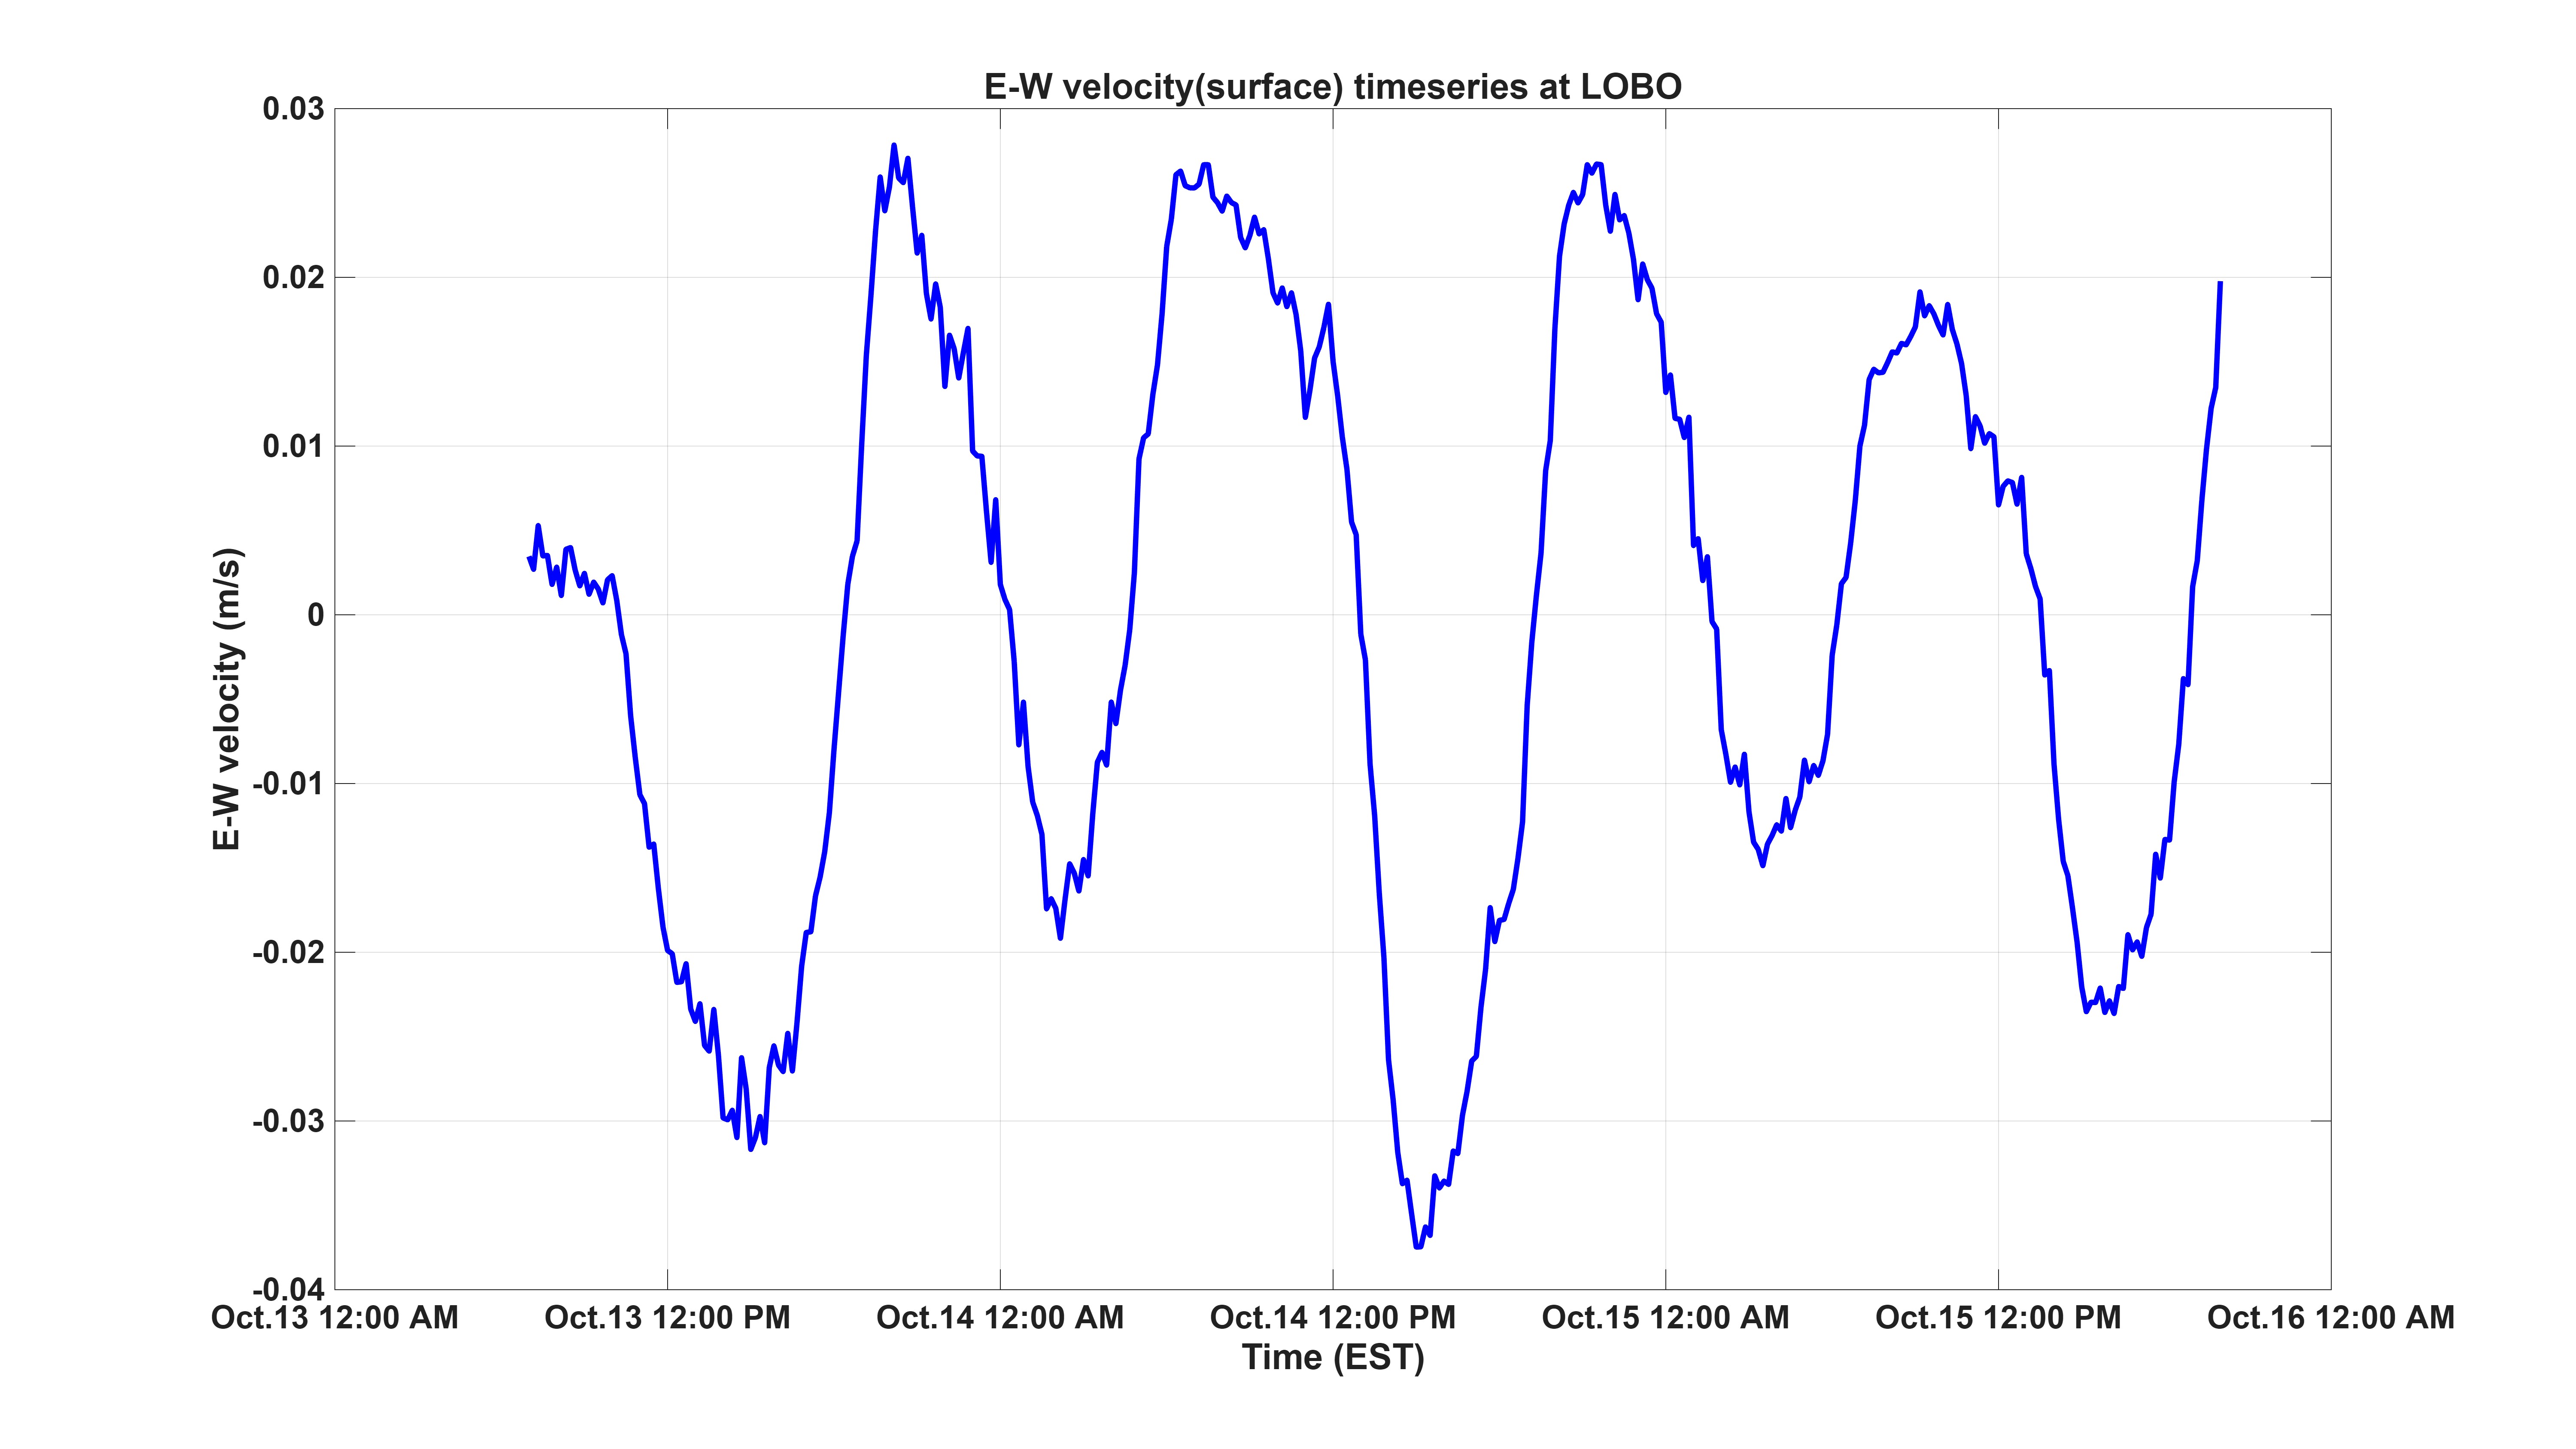 E-W velocity(surface) timeseries at LOBO
0.03
0.02
0.01
0
-0.01
-0.02
-0.03
-0.04
E-W velocity (m/s)
Oct.13 12:00 AM Oct.13 12:00 PM Oct.14 12:00 AM Oct.14 12:00 PM Oct.15 12:00 AM Oct.15 12:00 PM Oct.16 12:00 AM
Time (EST)